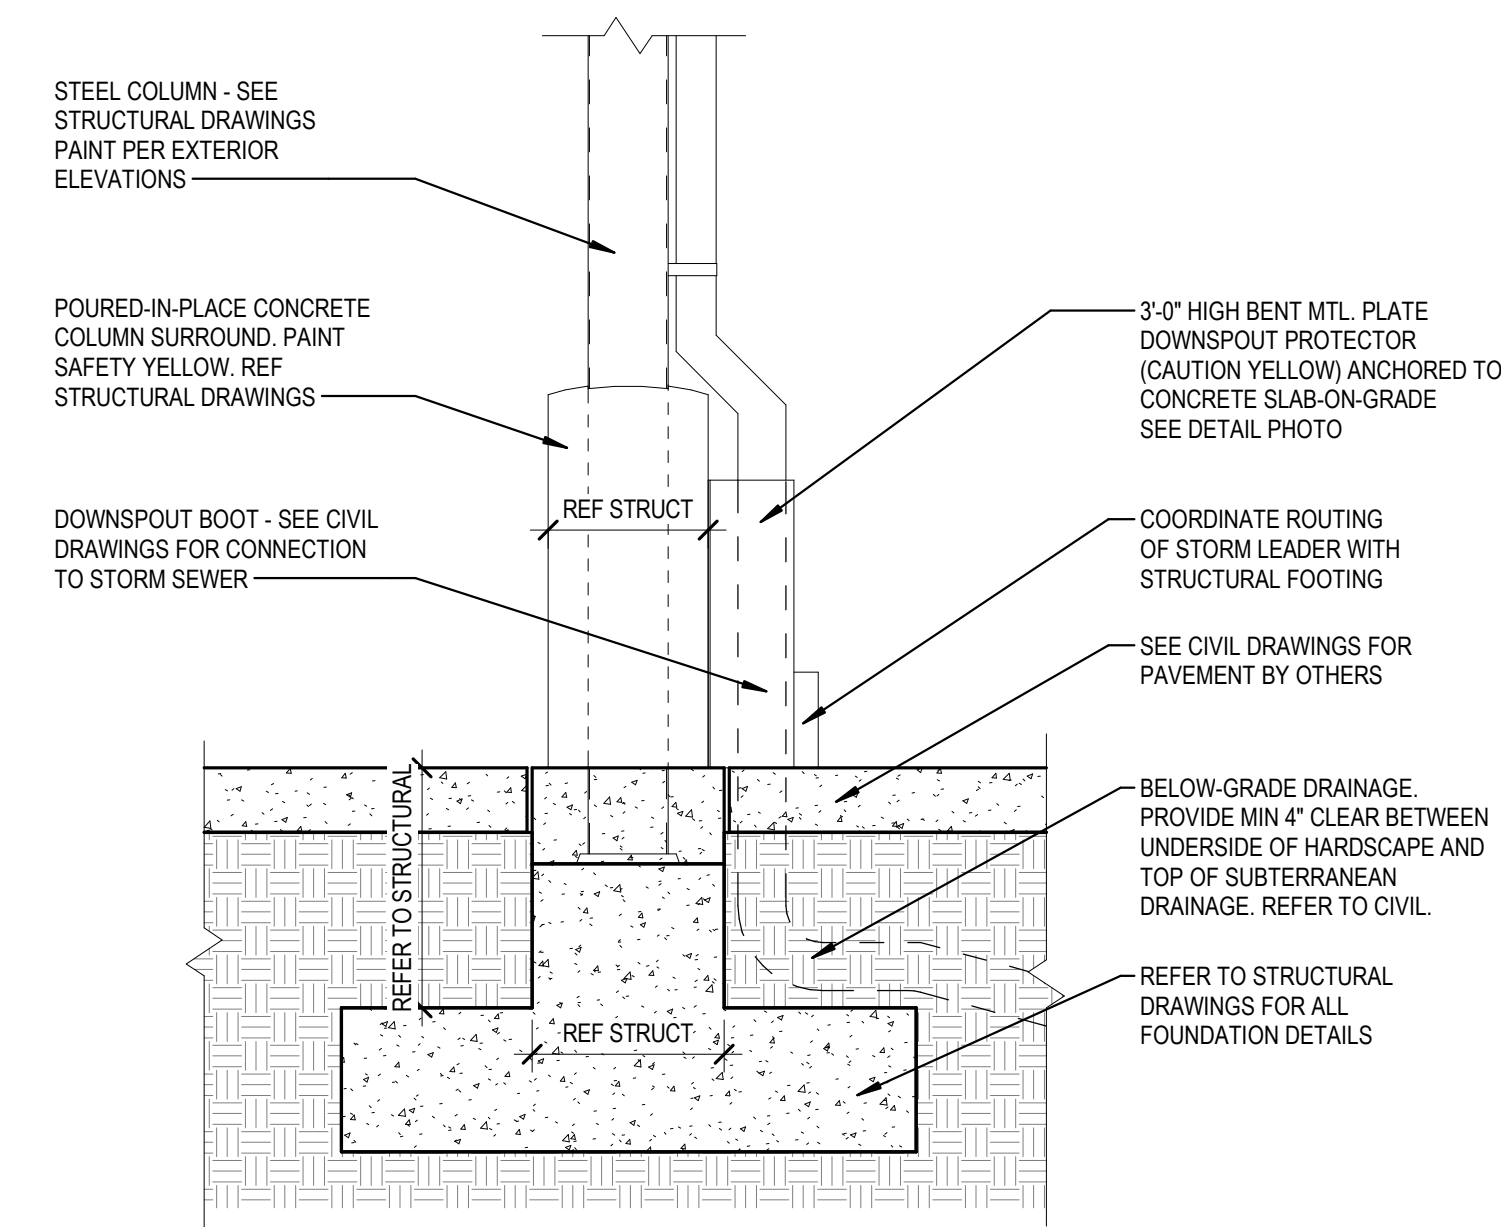 STEEL COLUMN - SEE
STRUCTURAL DRAWINGS
PAINT PER EXTERIOR
ELEVATIONS
POURED-IN-PLACE CONCRETE
COLUMN SURROUND. PAINT
SAFETY YELLOW. REF
STRUCTURAL DRAWINGS
DOWNSPOUT BOOT - SEE CIVIL
DRAWINGS FOR CONNECTION
TO STORM SEWER
REF STRUCT
REFER TO STRUCTURAL
REF STRUCT
3'-0" HIGH BENT MTL. PLATE
DOWNSPOUT PROTECTOR
(CAUTION YELLOW) ANCHORED TO
CONCRETE SLAB-ON-GRADE
SEE DETAIL PHOTO
COORDINATE ROUTING
OF STORM LEADER WITH
STRUCTURAL FOOTING
SEE CIVIL DRAWINGS FOR
PAVEMENT BY OTHERS
BELOW-GRADE DRAINAGE.
PROVIDE MIN 4" CLEAR BETWEEN
UNDERSIDE OF HARDSCAPE AND
TOP OF SUBTERRANEAN
DRAINAGE. REFER TO CIVIL.
REFER TO STRUCTURAL
DRAWINGS FOR ALL
FOUNDATION DETAILS